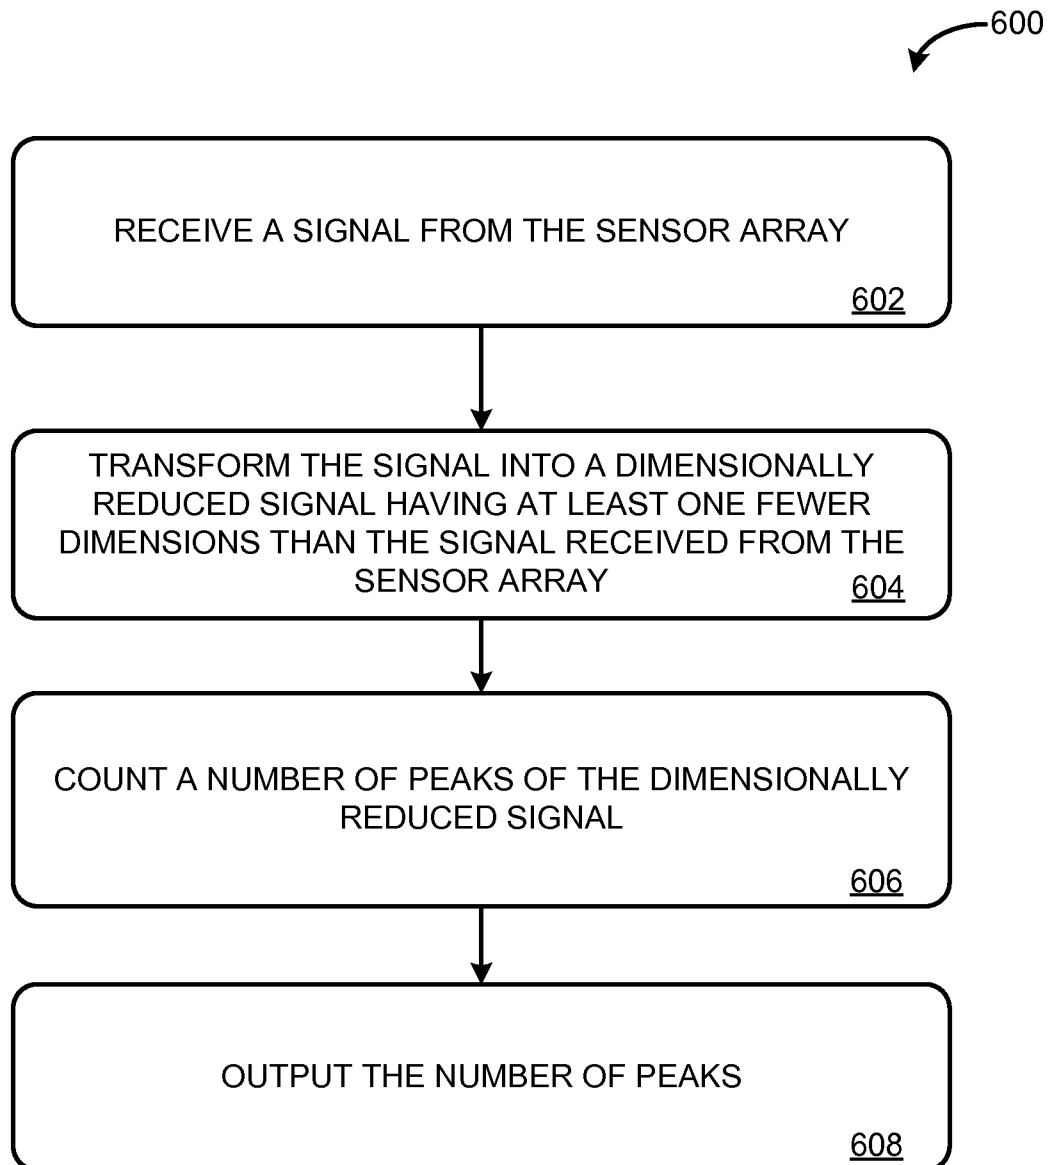 600
RECEIVE A SIGNAL FROM THE SENSOR ARRAY
602
TRANSFORM THE SIGNAL INTO A DIMENSIONALLY
REDUCED SIGNAL HAVING AT LEAST ONE FEWER
DIMENSIONS THAN THE SIGNAL RECEIVED FROM THE
SENSOR ARRAY
604
COUNT A NUMBER OF PEAKS OF THE DIMENSIONALLY
REDUCED SIGNAL
606
OUTPUT THE NUMBER OF PEAKS
608